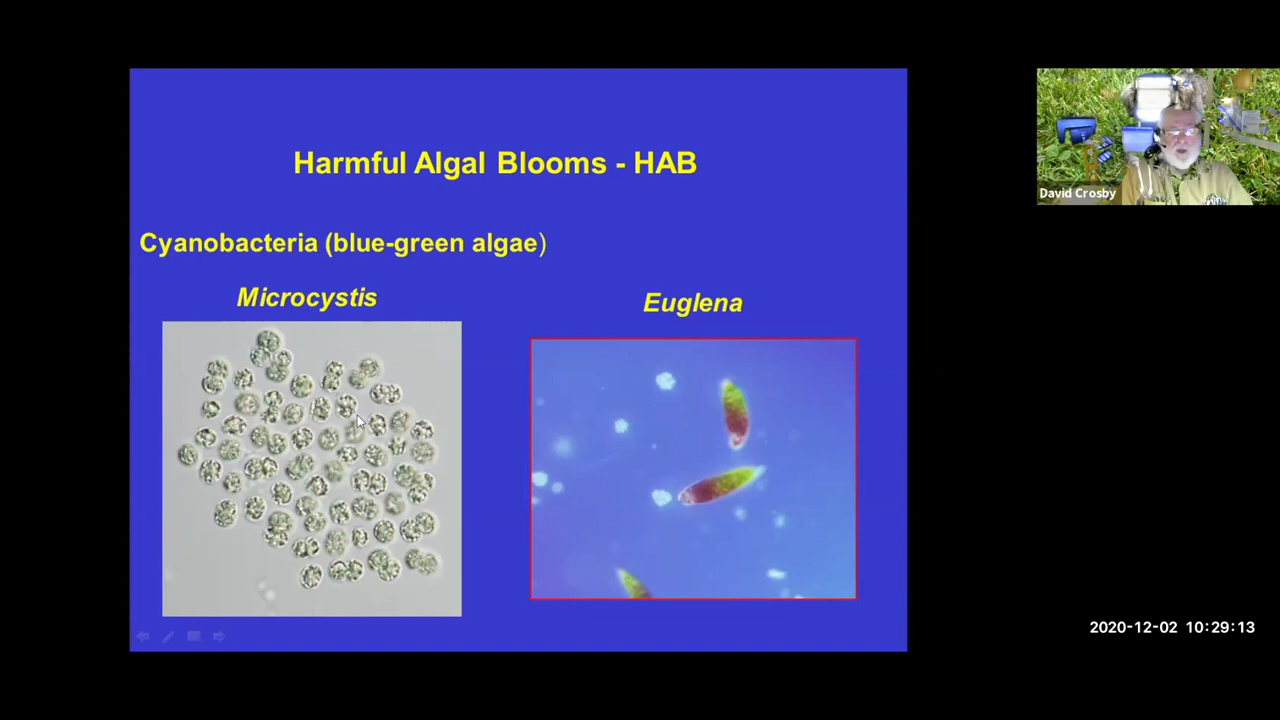 Harmful Algal Blooms - HAB
David Crosby
Cyanobacteria (blue-green algae)
Microcystis
Euglena
2020-12-02 10:29:13